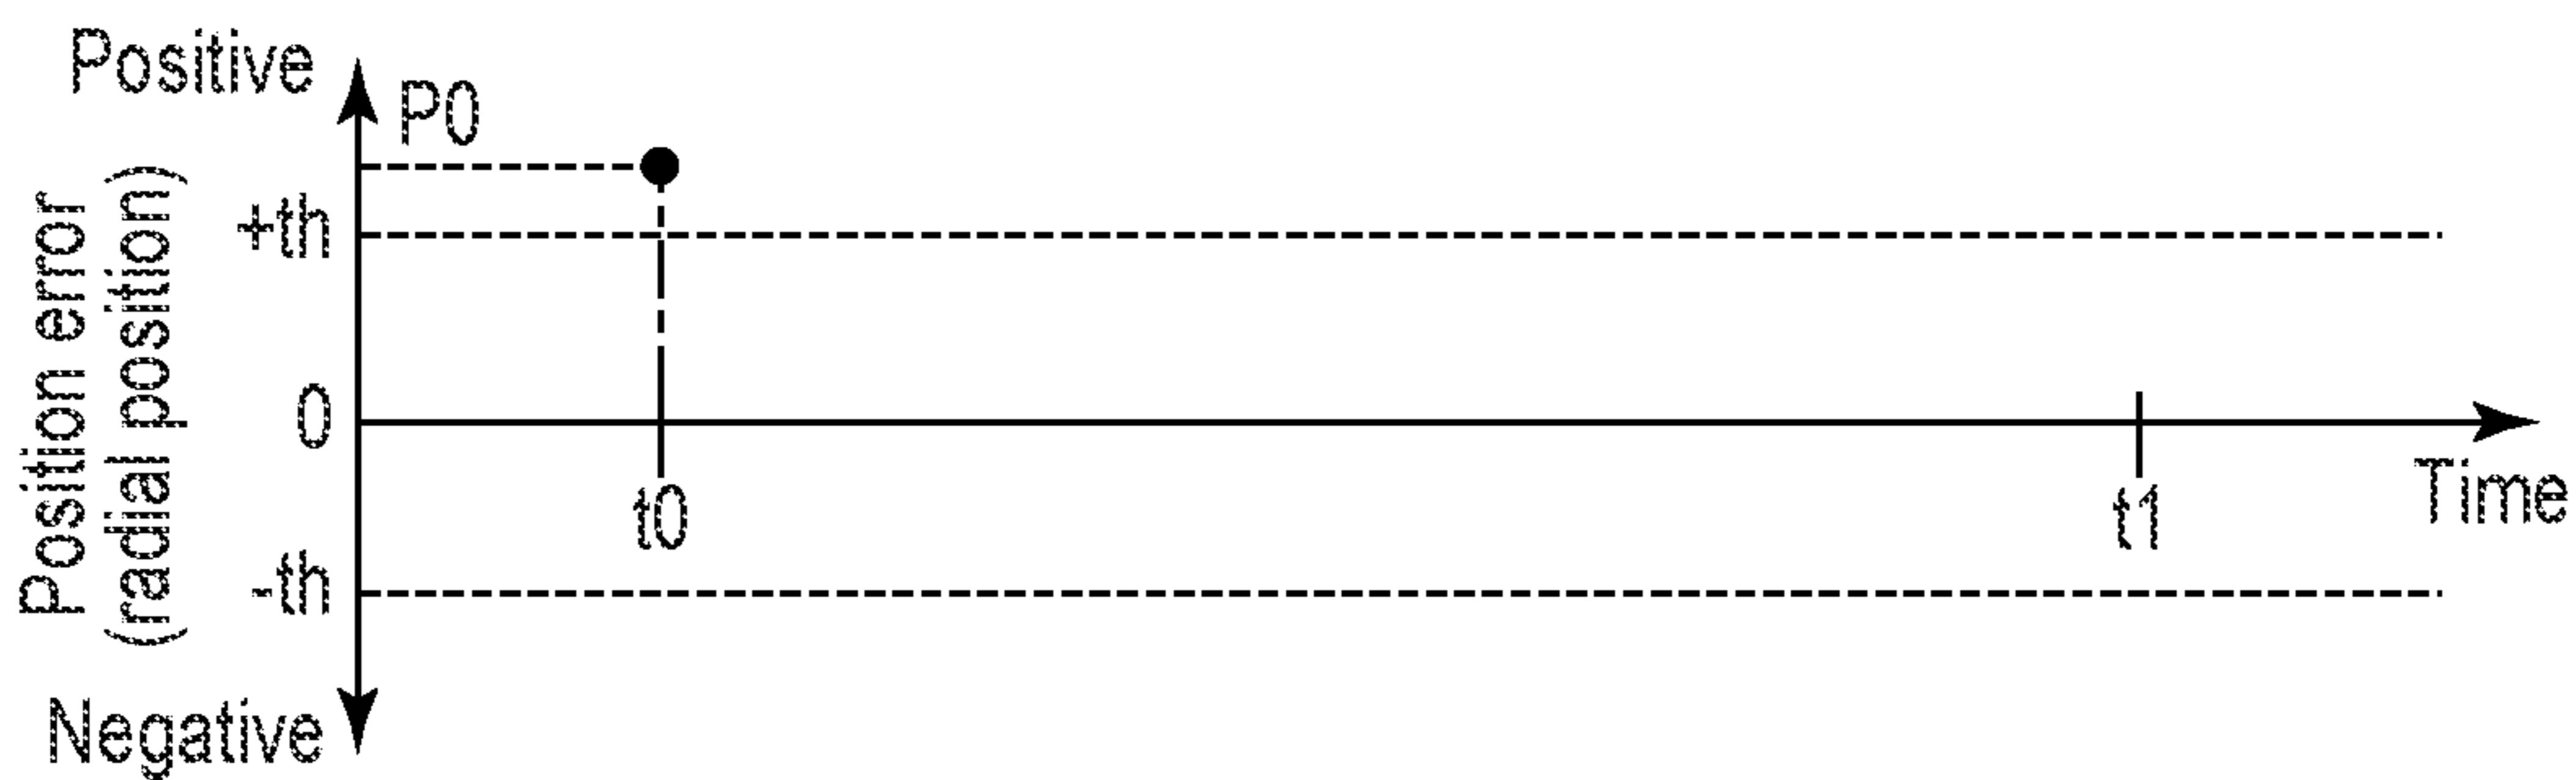 Positive
P0
+th
Position error
(radial position)
0
t0
t1
Time
-th
Negative